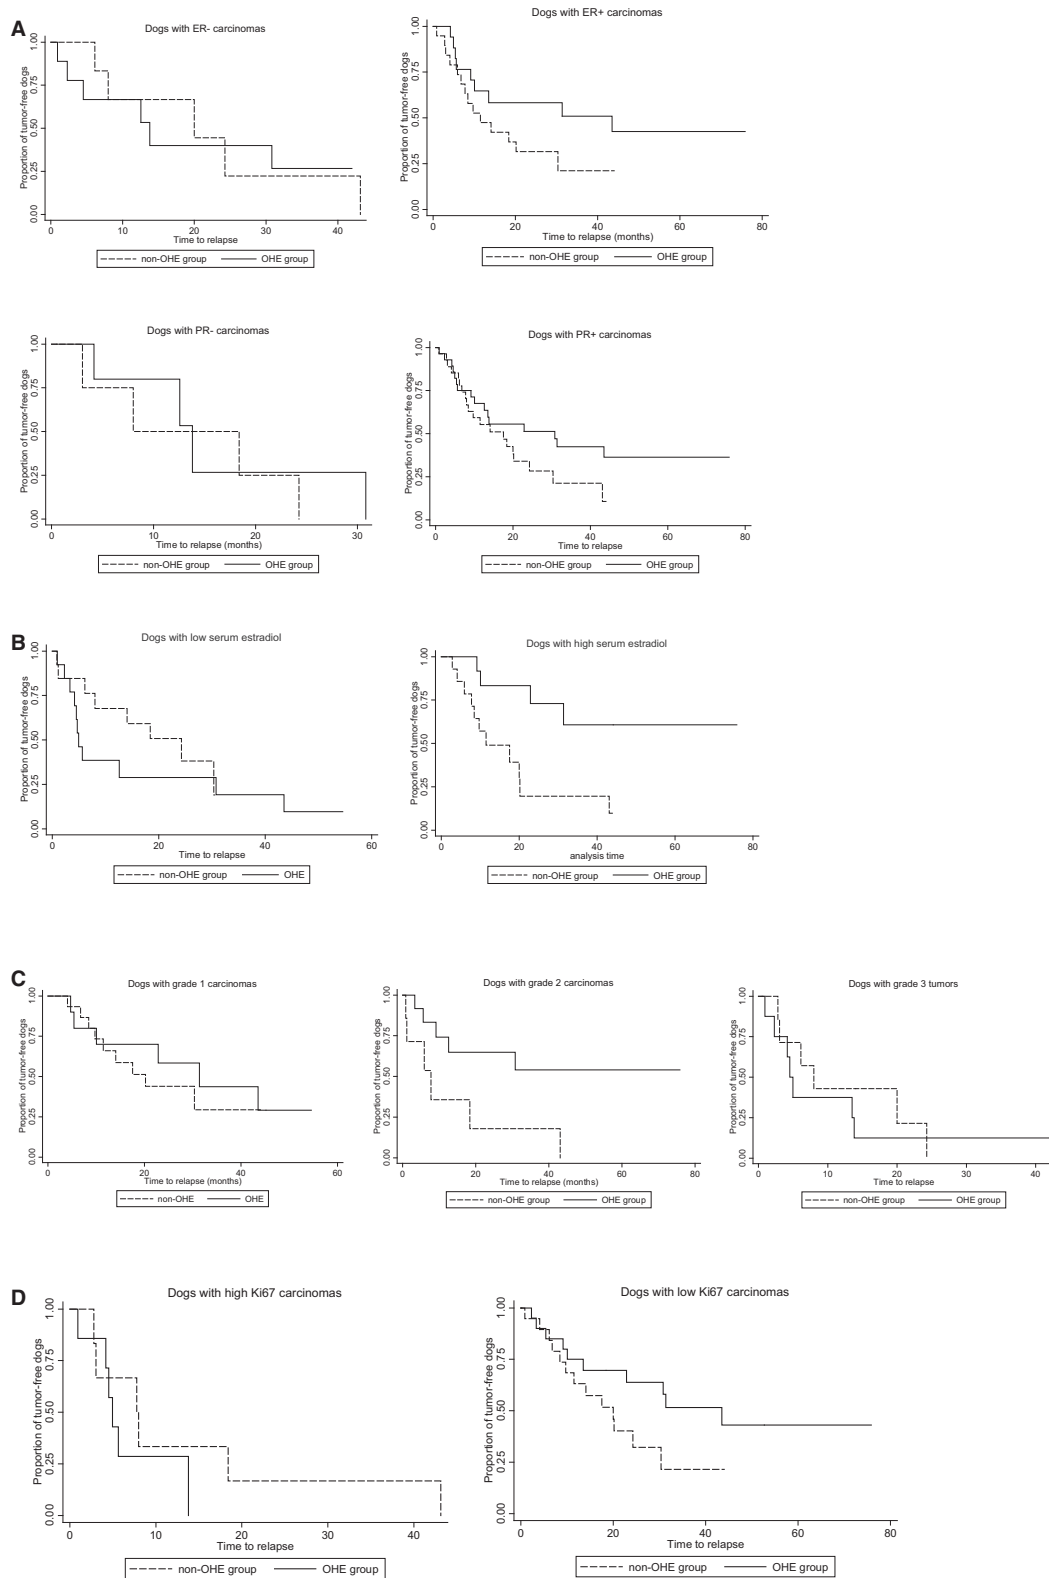 A
Dogs with ER- carcinomas
Proportion of tumor-free dogs
1.00
0.75
0.50
0.25
0.00
0 10 20 30 40
Time to relapse
non-OHE group OHE group
Dogs with ER+ carcinomas
Proportion of tumor-free dogs
1.00
0.75
0.50
0.25
0.00
0 20 40 60 80
Time to relapse (months)
non-OHE group OHE group
Dogs with PR- carcinomas
Proportion of tumor-free dogs
1.00
0.75
0.50
0.25
0.00
0 10 20 30
Time to relapse (months)
non-OHE group OHE group
Dogs with PR+ carcinomas
Proportion of tumor-free dogs
1.00
0.75
0.50
0.25
0.00
0 20 40 60 80
Time to relapse
non-OHE group OHE group
B
Dogs with low serum estradiol
Proportion of tumor-free dogs
1.00
0.75
0.50
0.25
0.00
0 20 40 60
Time to relapse
non-OHE group OHE
Dogs with high serum estradiol
Proportion of tumor-free dogs
1.00
0.75
0.50
0.25
0.00
0 20 40 60 80
analysis time
non-OHE group OHE group
C
Dogs with grade 1 carcinomas
Proportion of tumor-free dogs
1.00
0.75
0.50
0.25
0.00
0 20 40 60
Time to relapse (months)
non-OHE OHE
Dogs with grade 2 carcinomas
Proportion of tumor-free dogs
1.00
0.75
0.50
0.25
0.00
0 20 40 60 80
Time to relapse (months)
non-OHE group OHE group
Dogs with grade 3 tumors
Proportion of tumor-free dogs
1.00
0.75
0.50
0.25
0.00
0 10 20 30 40
Time to relapse
non-OHE group OHE group
D
Dogs with high Ki67 carcinomas
Proportion of tumor-free dogs
1.00
0.75
0.50
0.25
0.00
0 10 20 30 40
Time to relapse
non-OHE group OHE group
Dogs with low Ki67 carcinomas
Proportion of tumor-free dogs
1.00
0.75
0.50
0.25
0.00
0 20 40 60 80
Time to relapse
non-OHE group OHE group